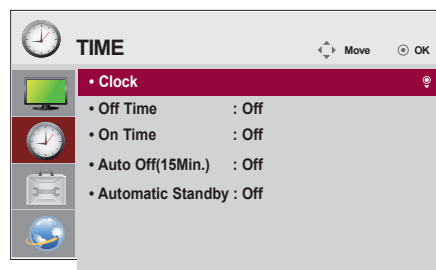 TIME
Move
OK
• Clock
• Off Time : Off
• On Time : Off
• Auto Off(15Min.) : Off
• Automatic Standby : Off